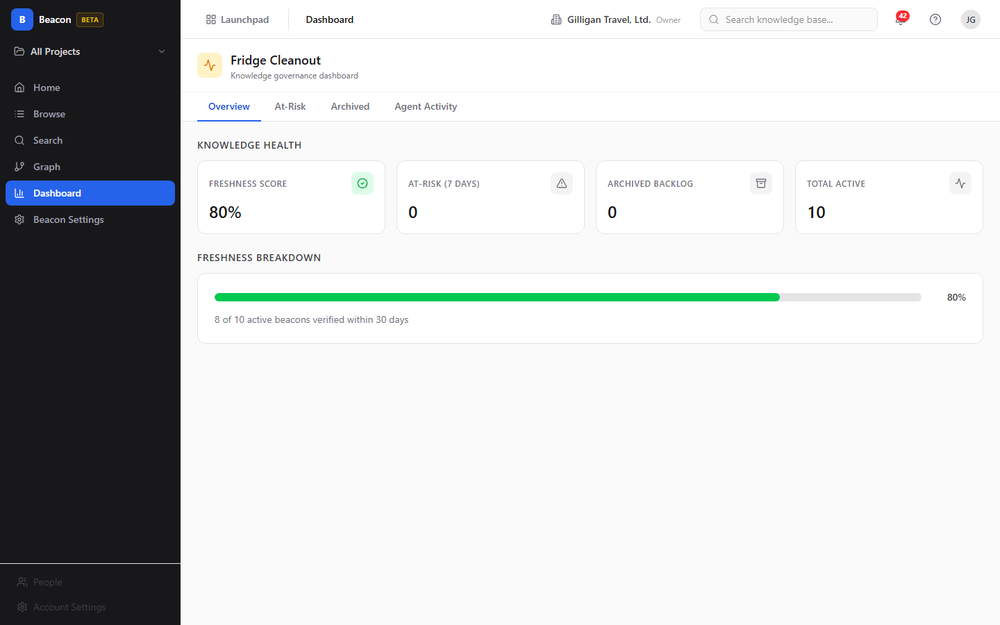 B Beacon BETA
All Projects
Home
Browse
Search
Graph
Dashboard
Beacon Settings
People
Account Settings
Launchpad
Dashboard
Gilligan Travel, Ltd. Owner
Search knowledge base...
42
JG
Fridge Cleanout
Knowledge governance dashboard
Overview
At-Risk
Archived
Agent Activity
KNOWLEDGE HEALTH
FRESHNESS SCORE
80%
AT-RISK (7 DAYS)
0
ARCHIVED BACKLOG
0
TOTAL ACTIVE
10
FRESHNESS BREAKDOWN
80%
8 of 10 active beacons verified within 30 days